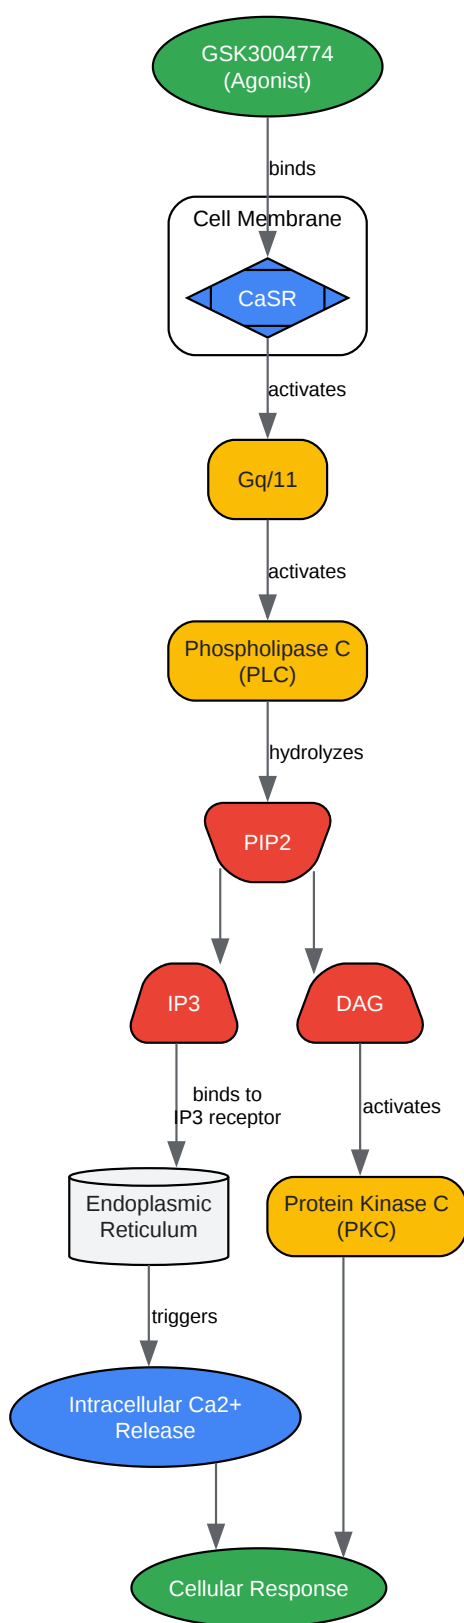 GSK3004774
(Agonist)
binds
Cell Membrane
CaSR
activates
Gq/11
activates
Phospholipase C
(PLC)
hydrolyzes
PIP2
IP3
DAG
binds to
IP3 receptor
activates
Endoplasmic
Reticulum
Protein Kinase C
(PKC)
triggers
Intracellular Ca2+
Release
Cellular Response